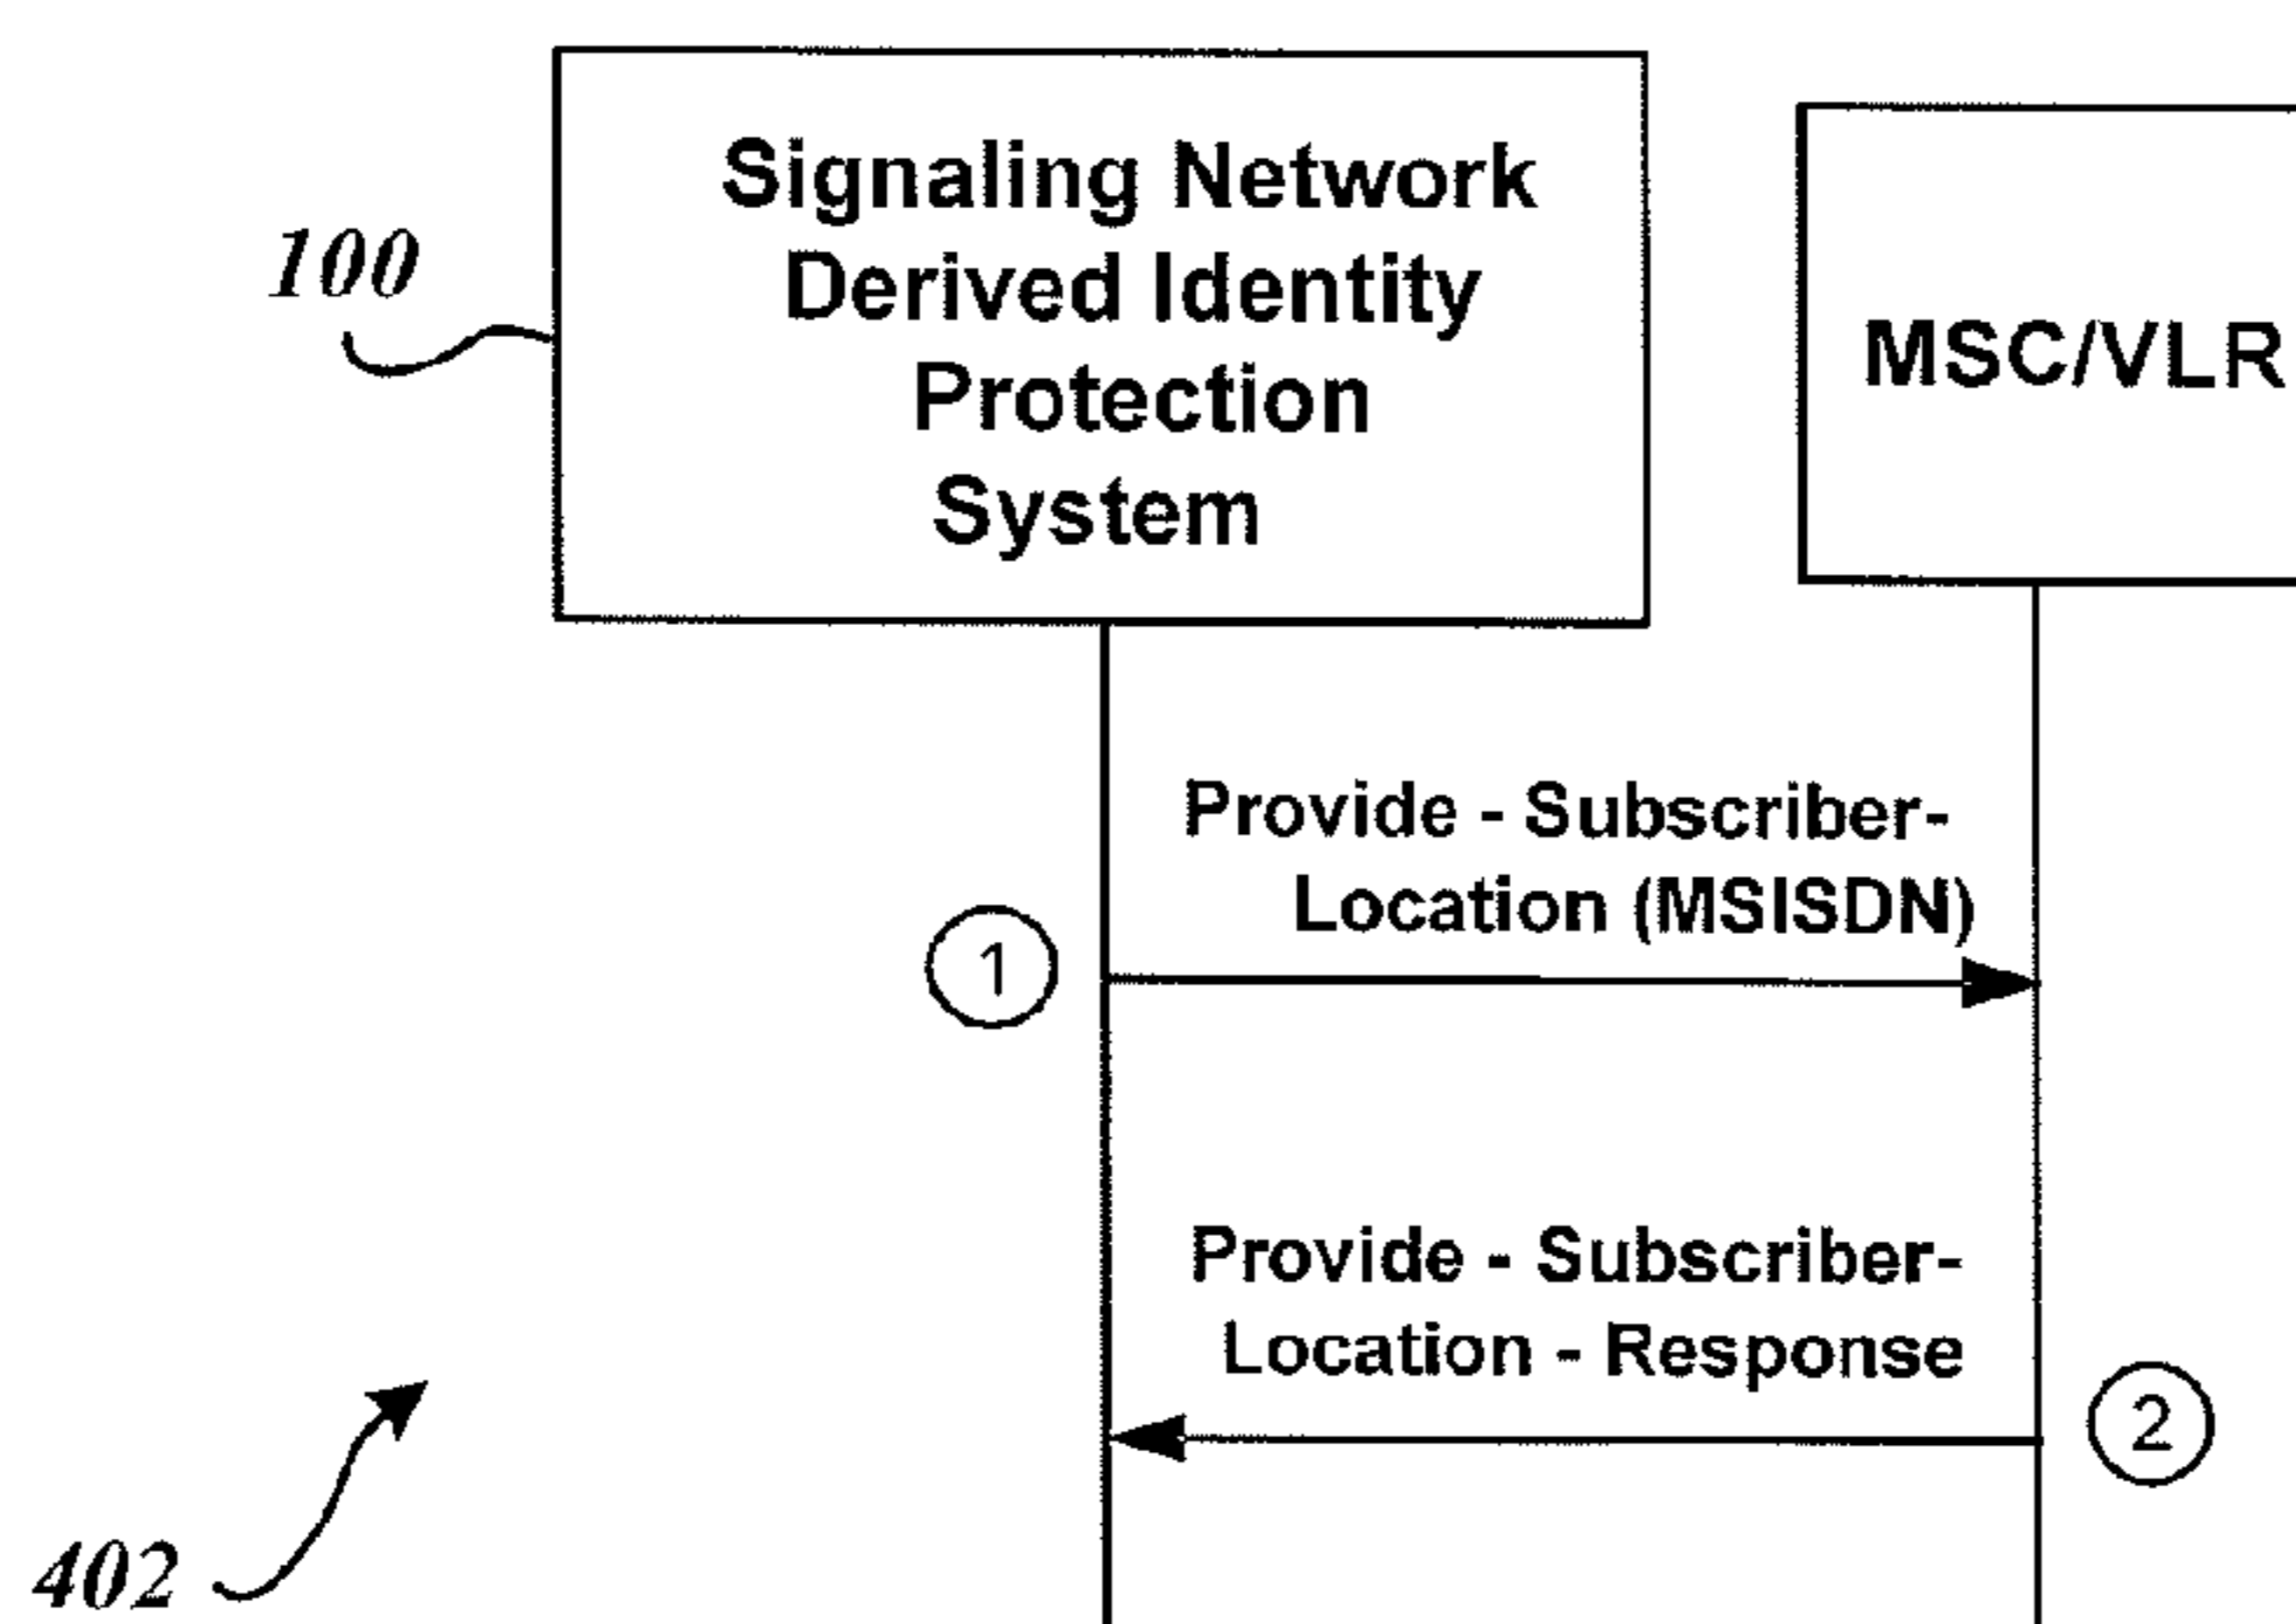 Signaling Network
Derived Identity
Protection
System
100
MSC/VLR
Provide - Subscriber-
Location (MSISDN)
1
Provide - Subscriber-
Location - Response
2
402